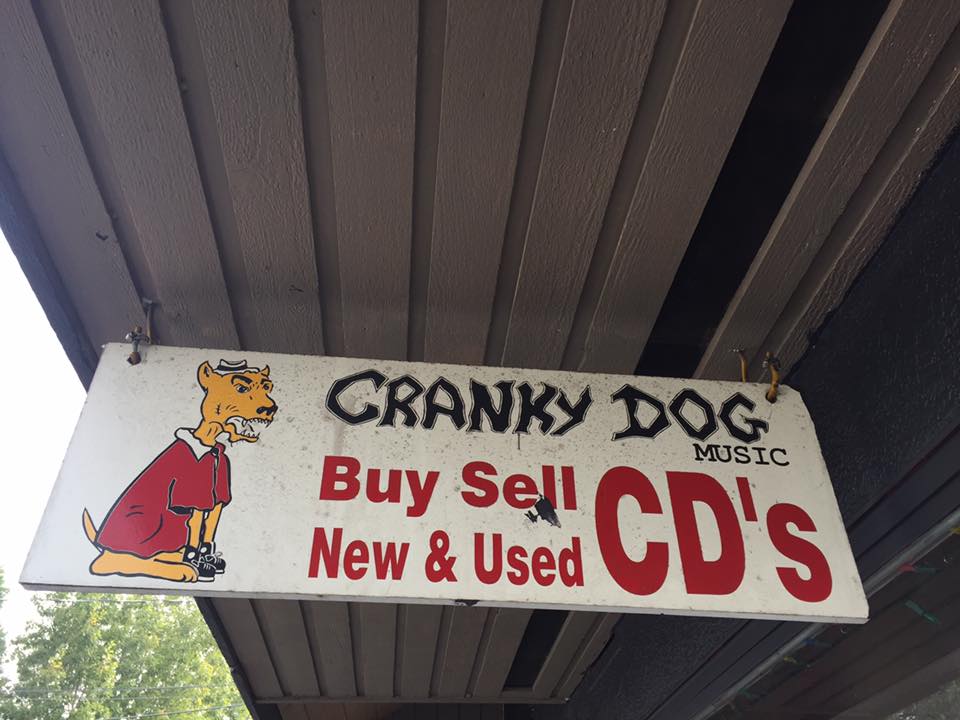 CRANKY DOG
MUSIC
Buy Sell
New & Used
CD's